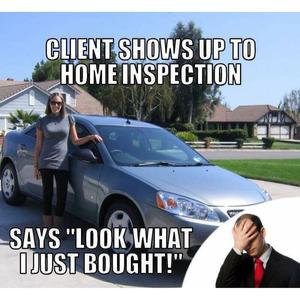 CLIENT SHOWS UP TO
HOME INSPECTION
SAYS "LOOK WHAT
I JUST BOUGHT!"